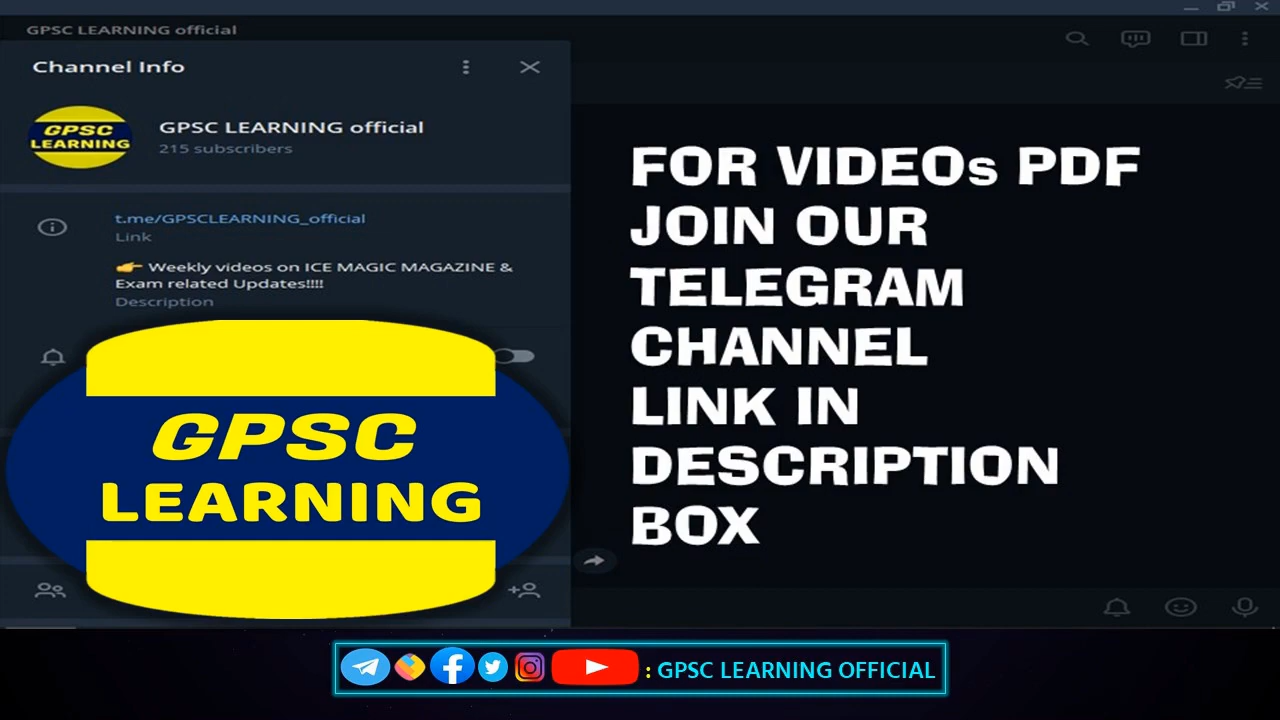 GPSC LEARNING official
Channel Info
GPSC
LEARNING
GPSC LEARNING official
215 subscribers
t.me/GPSCLEARNING_official
Link
👉 Weekly videos on ICE MAGIC MAGAZINE &
Exam related Updates!!!!
Description
GPSC
LEARNING
FOR VIDEOs PDF
JOIN OUR
TELEGRAM
CHANNEL
LINK IN
DESCRIPTION
BOX
: GPSC LEARNING OFFICIAL